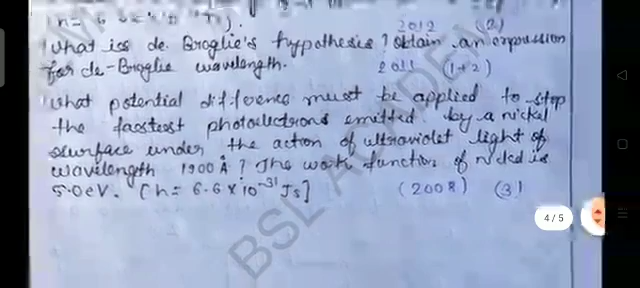 2012 (2)
What is de Broglie's hypothesis? Obtain an expression
for de-Broglie wavelength. 2011 (1+2)
What potential difference must be applied to stop
the fastest photoelectrons emitted by a nickel
surface under the action of ultraviolet light of
wavelength 1900 Å? The work function of nickel is
5.0 eV. [h = 6.6 × 10⁻³¹ Js] (2008) (3)
4/5
BSL ACADEM